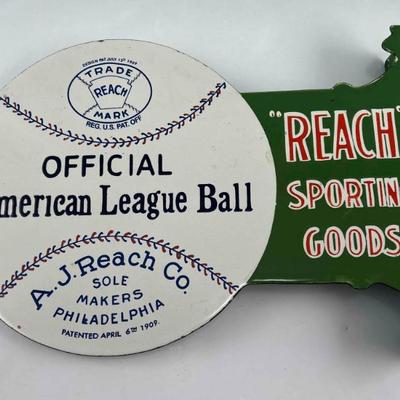 DESIGN PAT. JULY 13TH 1909
TRADE
REACH
MARK
REG. U.S. PAT. OFF
OFFICIAL
merican League Ball
A.J. Reach Co.
SOLE
MAKERS
PHILADELPHIA
PATENTED APRIL 6TH 1909.
"REACH"
SPORTIN
GOODS